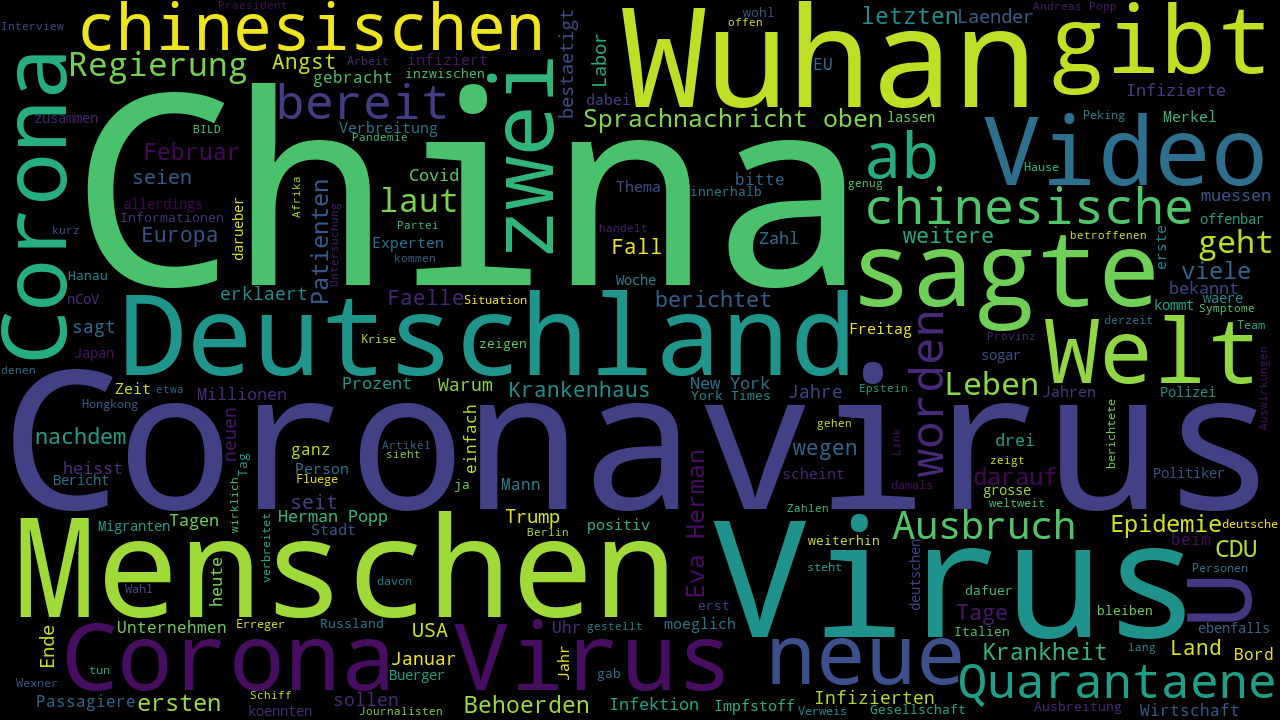 Praesident
Andreas Popp
Interview
chinesischen
Wuhan
gibt
wohl
offen
letzten
Laender
Regierung
Angst
Arbeit
infiziert
gebracht
inzwischen
bestaetigt
Labor
EU
Infizierte
Corona
China
zwei
bereit
dabei
zusammen
BILD
Verbreitung
Pandemie
Sprachnachricht oben
lassen
Merkel
Peking
Video
Februar
seien
Covid
ab
Hause
laut
Thema
innerhalb
bitte
genug
chinesische
muessen
allerdings
Informationen
kurz
Europa
darueber
Afrika
Patienten
Untersuchung
Partei
Experten
kommen
handelt
Fall
Zahl
weitere
betroffenen
erste
offenbar
geht
sagte
viele
Hanau
nCoV
Woche
bekannt
erklaert
Faelle
Situation
berichtet
kommt
waere
Symptome
sagt
Deutschland
Freitag
worden
Welt
derzeit
Team
Japan
Krise
zeigen
Provinz
sogar
denen
Zeit
etwa
Millionen
Prozent
Warum
Krankenhaus
New York
York Times
Jahre
Epstein
Leben
Jahren
Polizei
Auswirkungen
Hongkong
Coronavirus
nachdem
neuen
Tag
ganz
Artikel
sieht
einfach
gehen
wegen
Link
drei
berichtete
heisst
Bericht
Person
Fluege
ja
Mann
scheint
damals
zeigt
darauf
Politiker
seit
grosse
weltweit
wirklich
Migranten
Tagen
Herman Popp
Stadt
Trump
Berlin
positiv
Eva Herman
Zahlen
Ausbruch
Epidemie
deutsche
verbreitet
Menschen
Virus
weiterhin
beim
CDU
deutschen
steht
Personen
Wahl
heute
davon
erst
dafuer
U
Tage
bleiben
Ende
Unternehmen
Erreger
Russland
USA
Uhr
gestellt
moeglich
Italien
ebenfalls
Corona Virus
neue
lang
Krankheit
Land
Bord
tun
Januar
Buerger
Jahr
gab
Wexner
Quarantaene
Passagiere
ersten
Schiff
koennten
sollen
Journalisten
Behoerden
Infektion
Impfstoff
Infizierten
Verweis
Gesellschaft
Ausbreitung
Wirtschaft